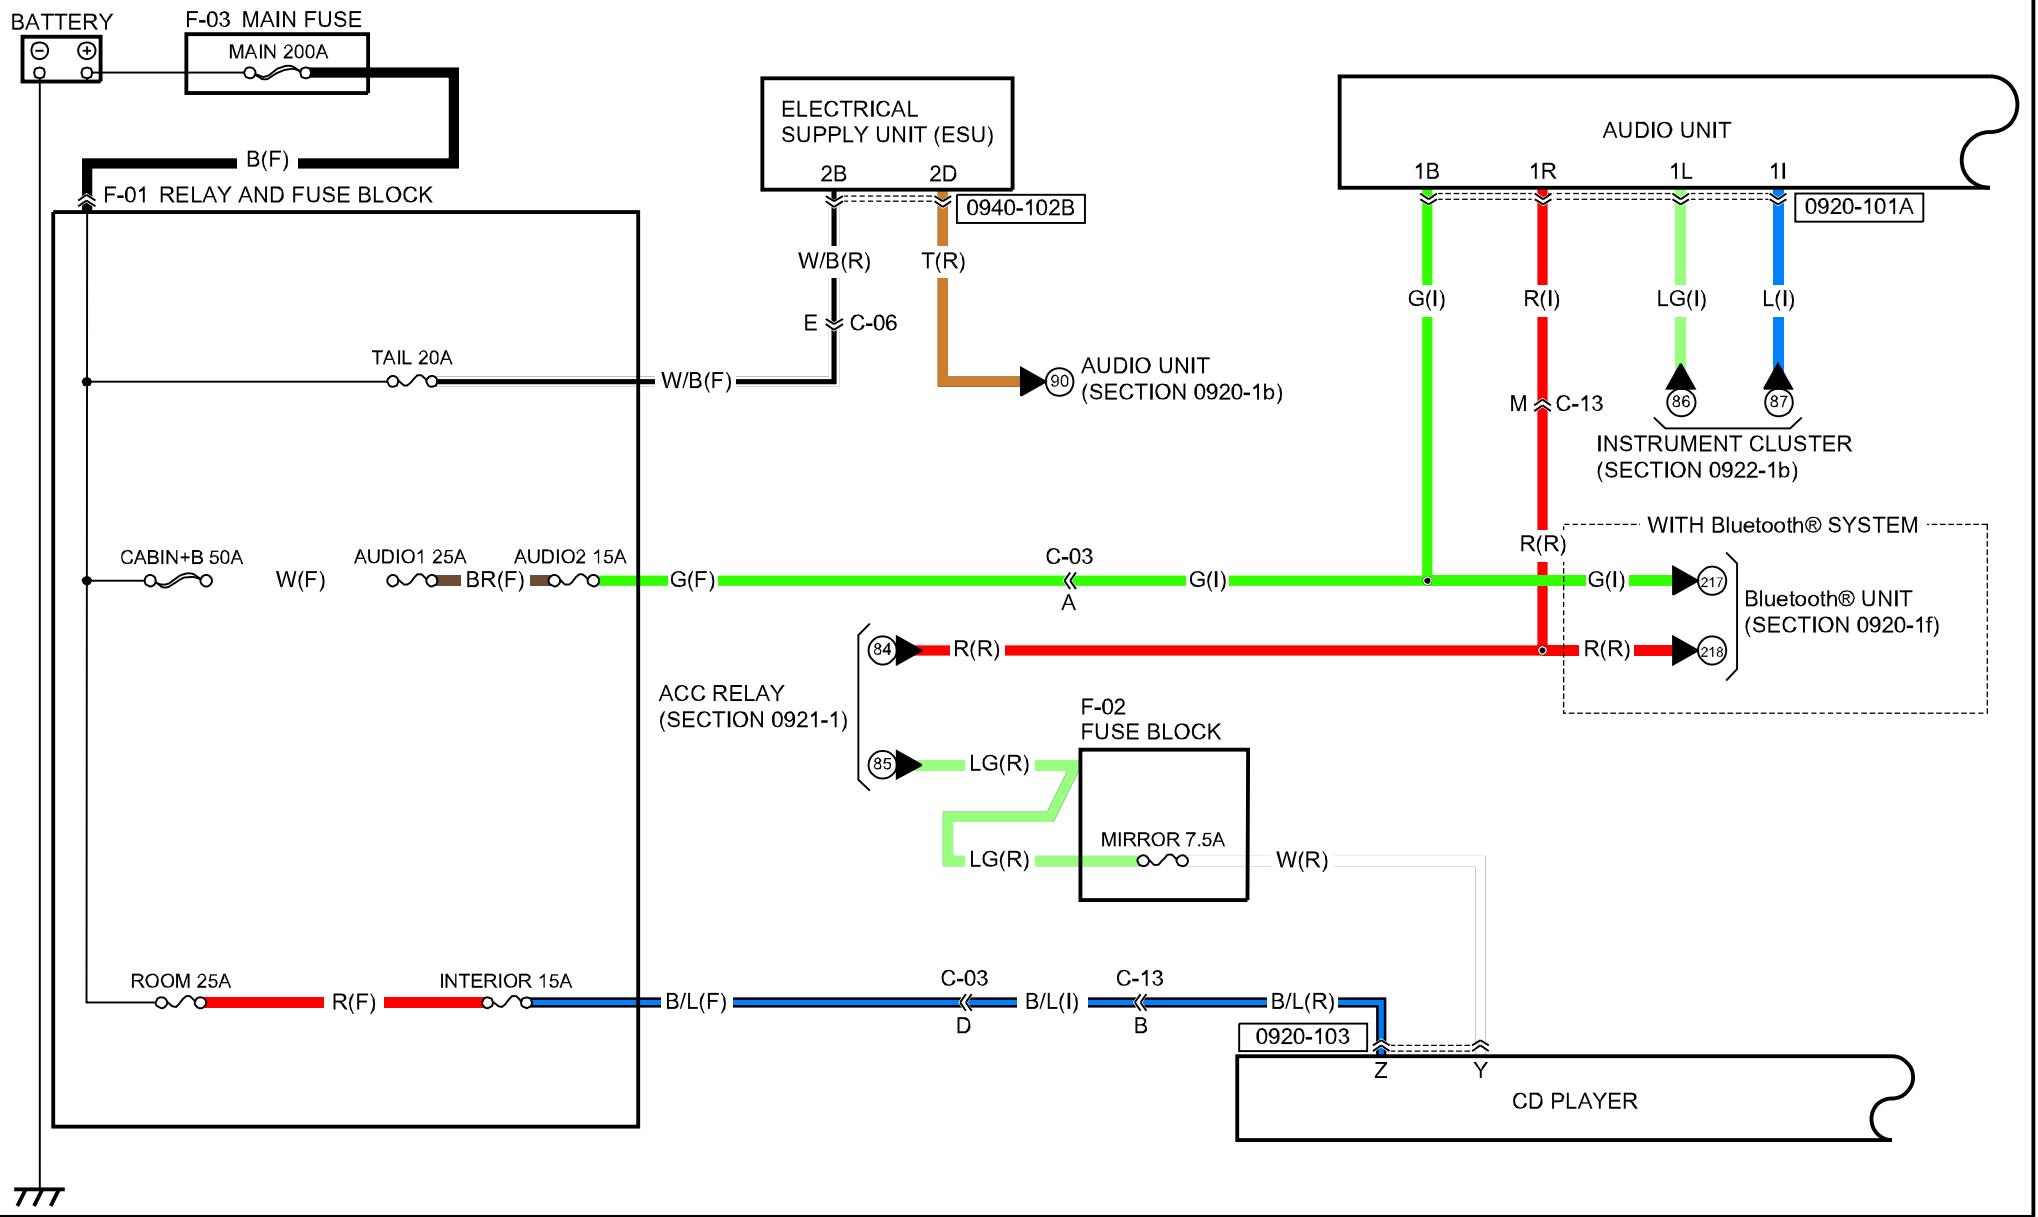 BATTERY
F-03 MAIN FUSE
MAIN 200A
B(F)
F-01 RELAY AND FUSE BLOCK
ELECTRICAL
SUPPLY UNIT (ESU)
2B 2D
0940-102B
W/B(R) T(R)
E C-06
TAIL 20A
W/B(F)
90
AUDIO UNIT
(SECTION 0920-1b)
AUDIO UNIT
1B 1R 1L 1I
0920-101A
G(I) R(I) LG(I) L(I)
M C-13
86 87
INSTRUMENT CLUSTER
(SECTION 0922-1b)
WITH Bluetooth® SYSTEM
R(R)
CABIN+B 50A
W(F)
AUDIO1 25A
BR(F)
AUDIO2 15A
G(F)
C-03
A
G(I)
G(I)
217
Bluetooth® UNIT
(SECTION 0920-1f)
84
R(R)
R(R)
218
ACC RELAY
(SECTION 0921-1)
85
LG(R)
F-02
FUSE BLOCK
LG(R)
MIRROR 7.5A
W(R)
ROOM 25A
R(F)
INTERIOR 15A
B/L(F)
C-03
D
B/L(I)
C-13
B
B/L(R)
0920-103
Z Y
CD PLAYER